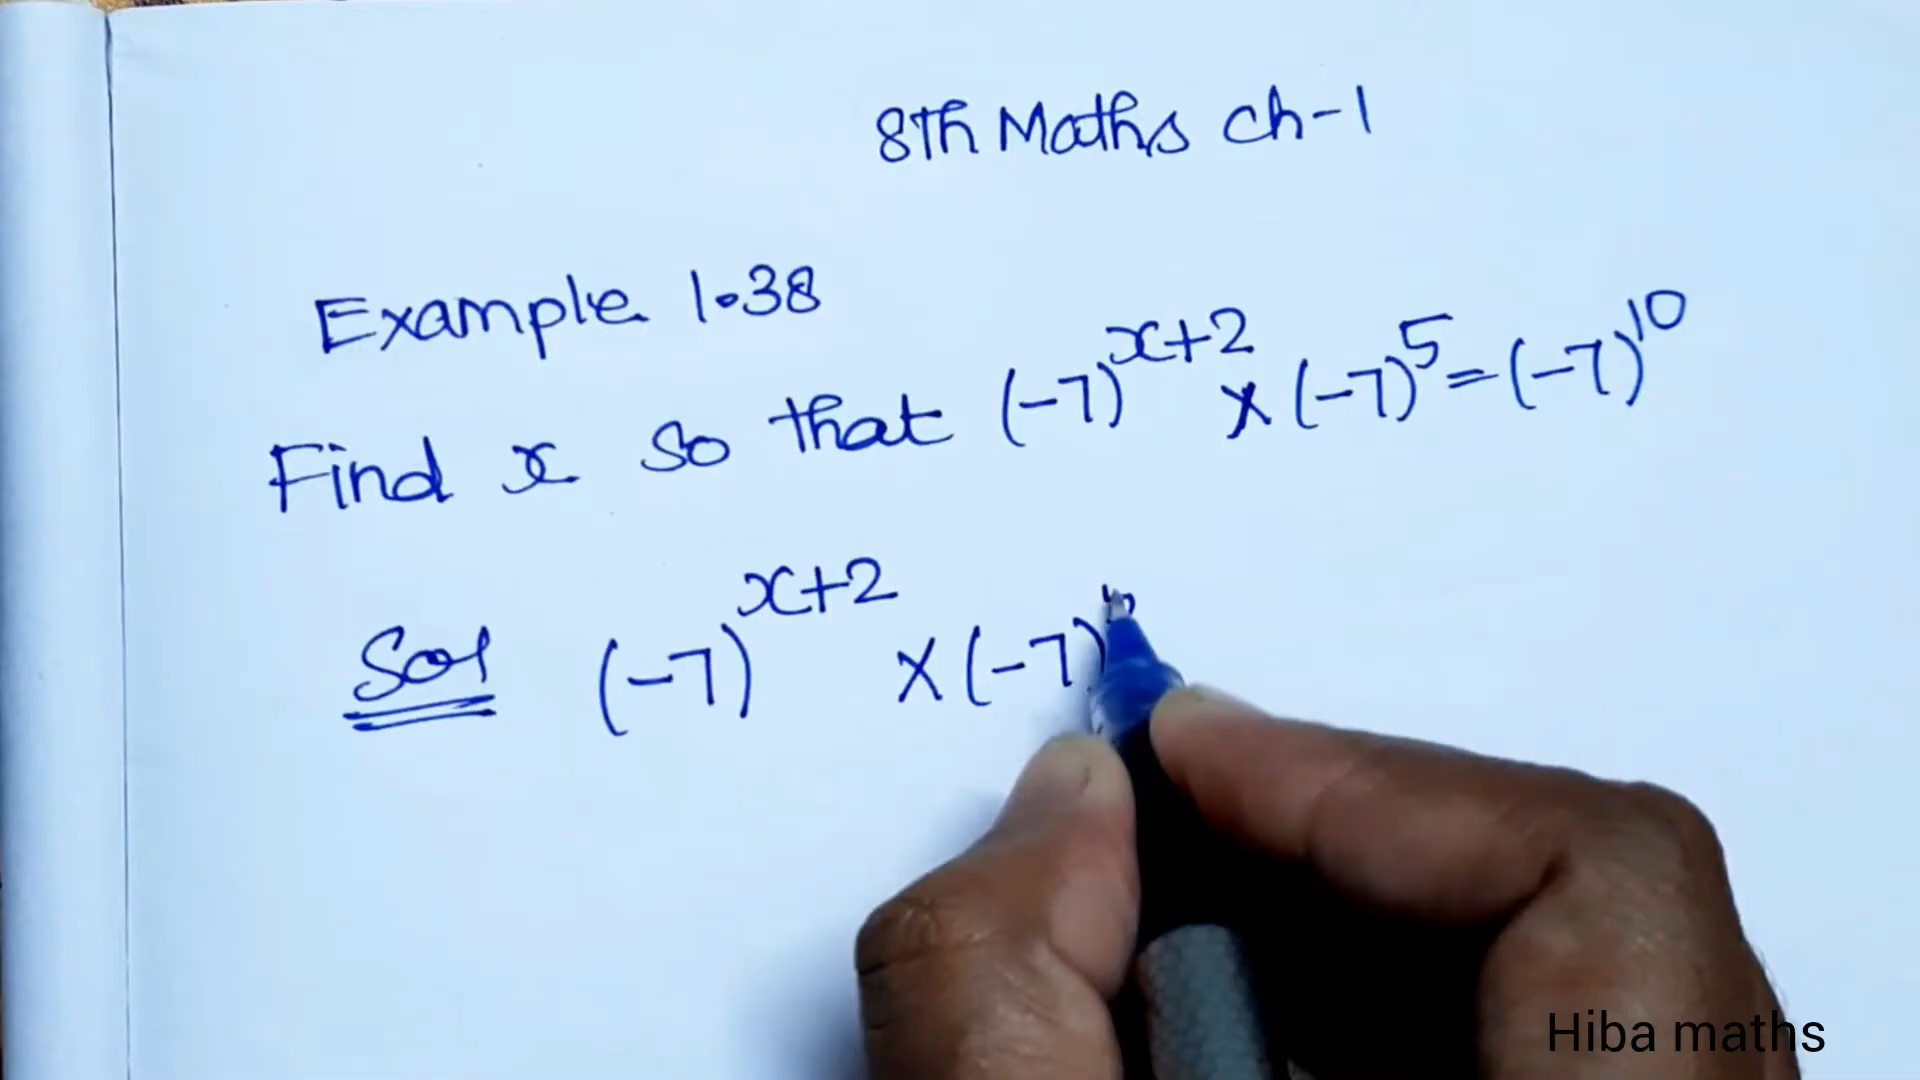 8th Maths ch-1
Example 1.38
Find x so that (-7)^{x+2} × (-7)^5 = (-7)^{10}
Sol (-7)^{x+2} × (-7)^5
Hiba maths